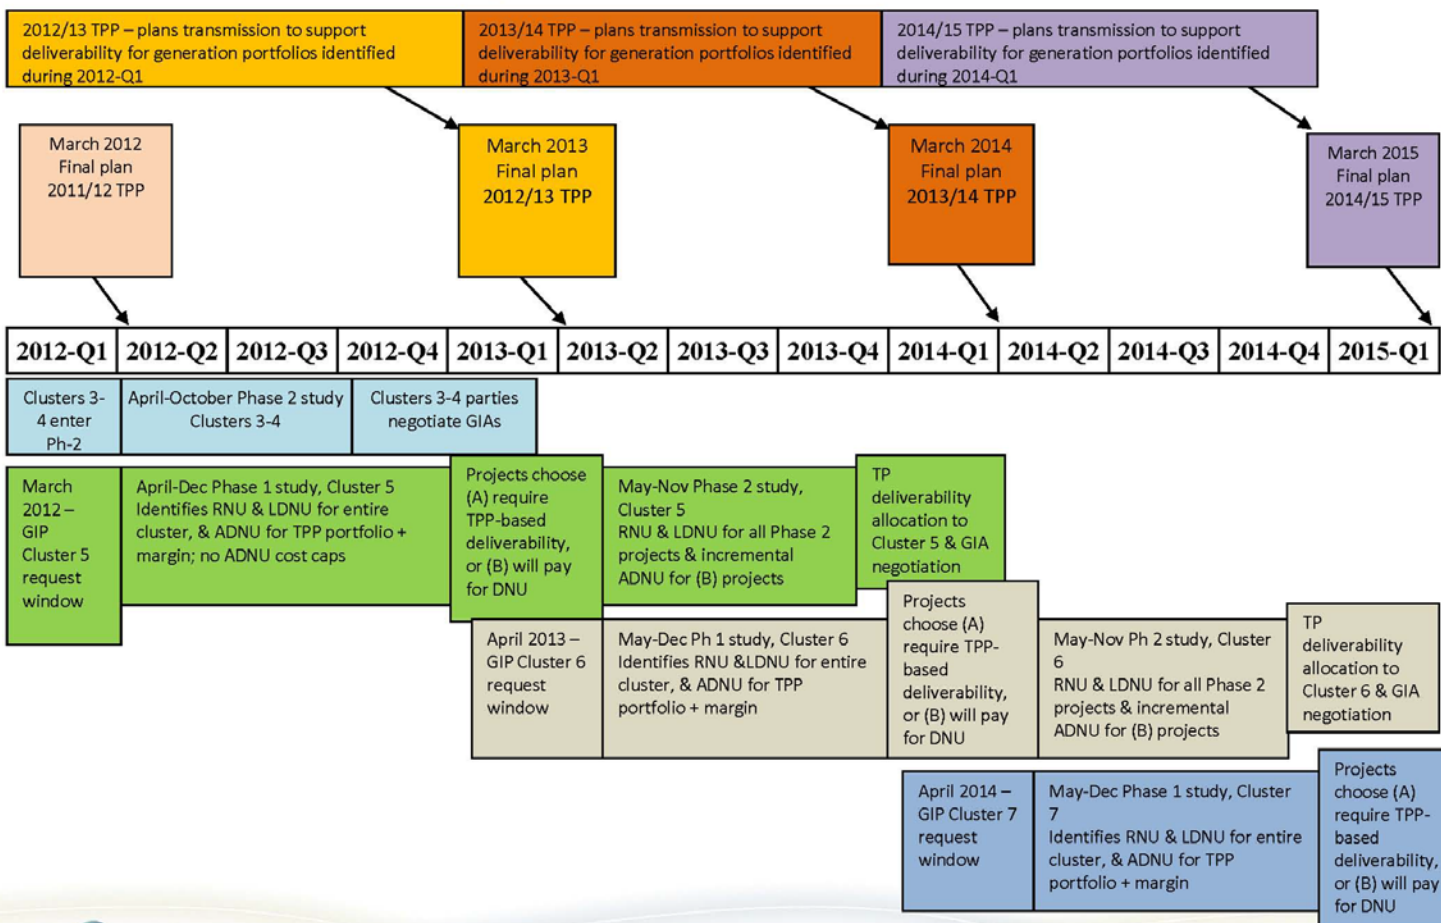 2012/13 TPP – plans transmission to support
deliverability for generation portfolios identified
during 2012-Q1
2013/14 TPP – plans transmission to support
deliverability for generation portfolios identified
during 2013-Q1
2014/15 TPP – plans transmission to support
deliverability for generation portfolios identified
during 2014-Q1
March 2012
Final plan
2011/12 TPP
March 2013
Final plan
2012/13 TPP
March 2014
Final plan
2013/14 TPP
March 2015
Final plan
2014/15 TPP
2012-Q1 2012-Q2 2012-Q3 2012-Q4 2013-Q1 2013-Q2 2013-Q3 2013-Q4 2014-Q1 2014-Q2 2014-Q3 2014-Q4 2015-Q1
Clusters 3-
4 enter
Ph-2
April-October Phase 2 study
Clusters 3-4
Clusters 3-4 parties
negotiate GIAs
March
2012 –
GIP
Cluster 5
request
window
April-Dec Phase 1 study, Cluster 5
Identifies RNU & LDNU for entire
cluster, & ADNU for TPP portfolio +
margin; no ADNU cost caps
Projects choose
(A) require
TPP-based
deliverability,
or (B) will pay
for DNU
May-Nov Phase 2 study,
Cluster 5
RNU & LDNU for all Phase 2
projects & incremental
ADNU for (B) projects
TP
deliverability
allocation to
Cluster 5 & GIA
negotiation
April 2013 –
GIP Cluster 6
request
window
May-Dec Ph 1 study, Cluster 6
Identifies RNU &LDNU for entire
cluster, & ADNU for TPP
portfolio + margin
Projects
choose (A)
require TPP-
based
deliverability,
or (B) will pay
for DNU
May-Nov Ph 2 study, Cluster
6
RNU & LDNU for all Phase 2
projects & incremental
ADNU for (B) projects
TP
deliverability
allocation to
Cluster 6 & GIA
negotiation
April 2014 –
GIP Cluster 7
request
window
May-Dec Phase 1 study, Cluster
7
Identifies RNU & LDNU for entire
cluster, & ADNU for TPP
portfolio + margin
Projects
choose (A)
require TPP-
based
deliverability,
or (B) will pay
for DNU